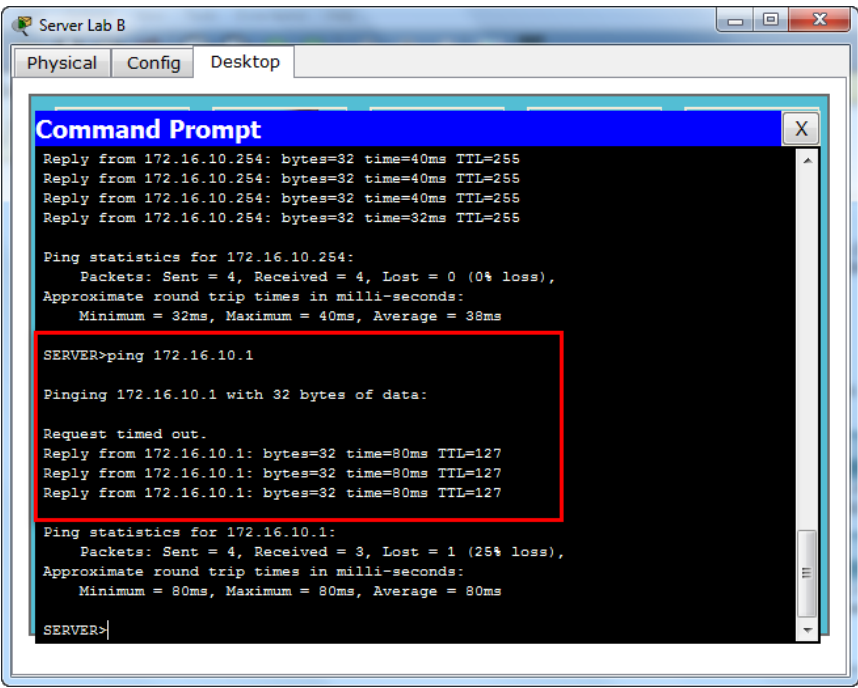 Server Lab B
Physical Config Desktop
Command Prompt X
Reply from 172.16.10.254: bytes=32 time=40ms TTL=255
Reply from 172.16.10.254: bytes=32 time=40ms TTL=255
Reply from 172.16.10.254: bytes=32 time=40ms TTL=255
Reply from 172.16.10.254: bytes=32 time=32ms TTL=255
Ping statistics for 172.16.10.254:
Packets: Sent = 4, Received = 4, Lost = 0 (0% loss),
Approximate round trip times in milli-seconds:
Minimum = 32ms, Maximum = 40ms, Average = 38ms
SERVER>ping 172.16.10.1
Pinging 172.16.10.1 with 32 bytes of data:
Request timed out.
Reply from 172.16.10.1: bytes=32 time=80ms TTL=127
Reply from 172.16.10.1: bytes=32 time=80ms TTL=127
Reply from 172.16.10.1: bytes=32 time=80ms TTL=127
Ping statistics for 172.16.10.1:
Packets: Sent = 4, Received = 3, Lost = 1 (25% loss),
Approximate round trip times in milli-seconds:
Minimum = 80ms, Maximum = 80ms, Average = 80ms
SERVER>